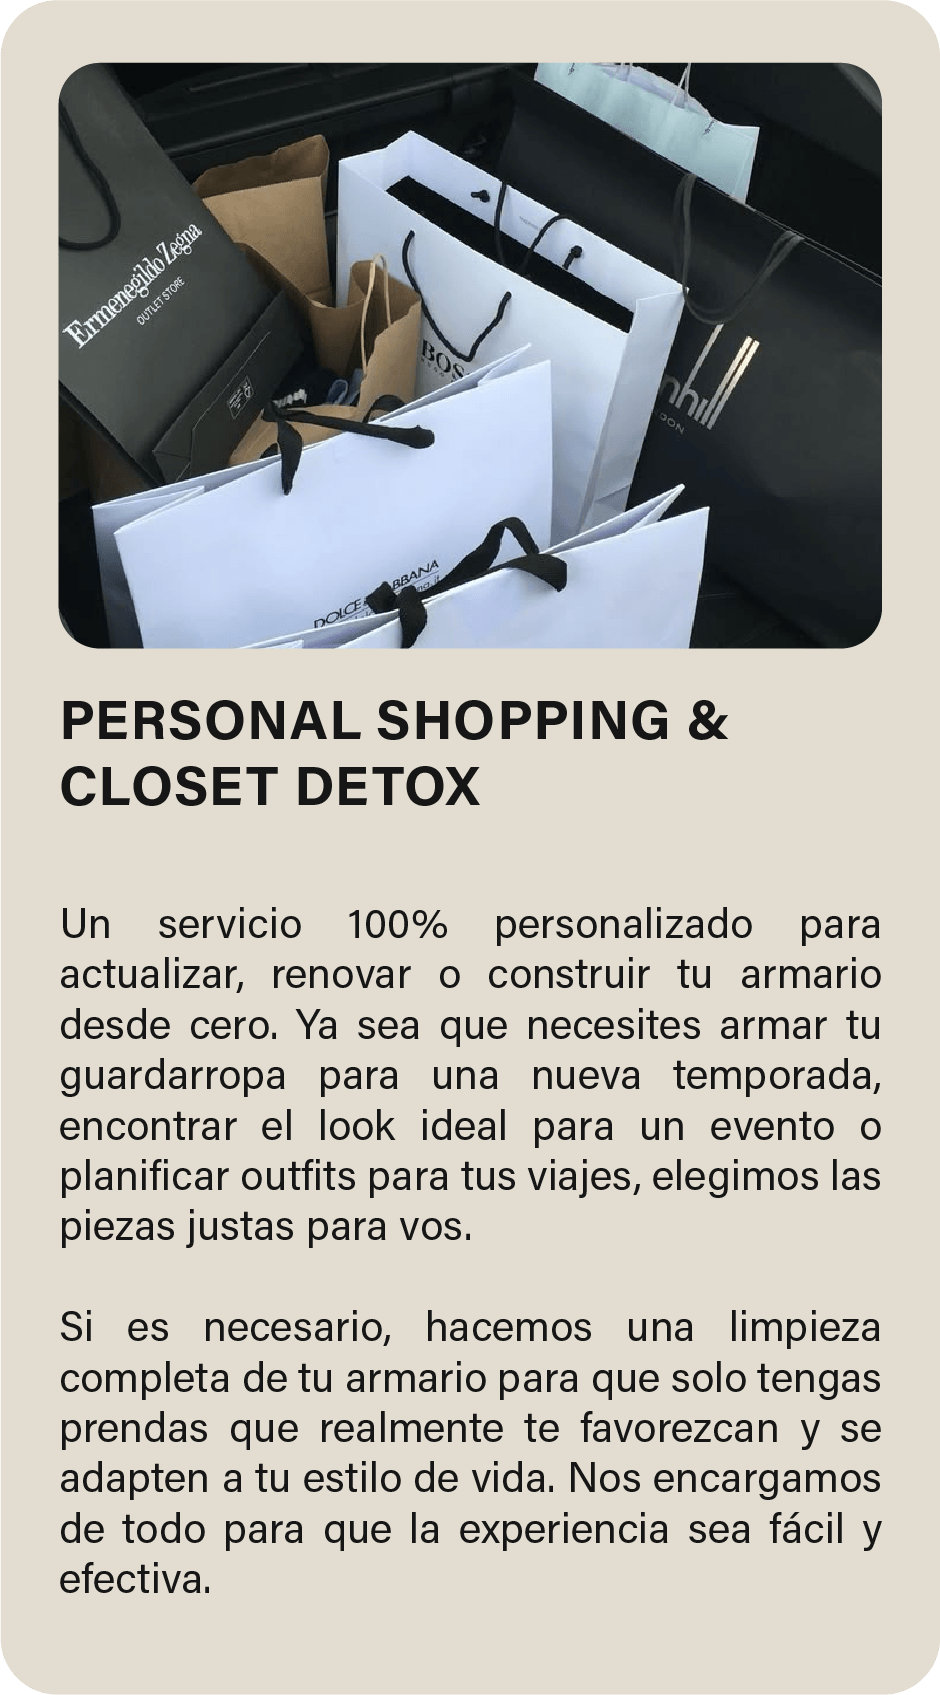 Ermenegildo Zegna
OUTLET STORE
BOS
nhill
DON
DOLCE
ABBANA
PERSONAL SHOPPING &
CLOSET DETOX
Un servicio 100% personalizado para
actualizar, renovar o construir tu armario
desde cero. Ya sea que necesites armar tu
guardarropa para una nueva temporada,
encontrar el look ideal para un evento o
planificar outfits para tus viajes, elegimos las
piezas justas para vos.
Si es necesario, hacemos una limpieza
completa de tu armario para que solo tengas
prendas que realmente te favorezcan y se
adapten a tu estilo de vida. Nos encargamos
de todo para que la experiencia sea fácil y
efectiva.